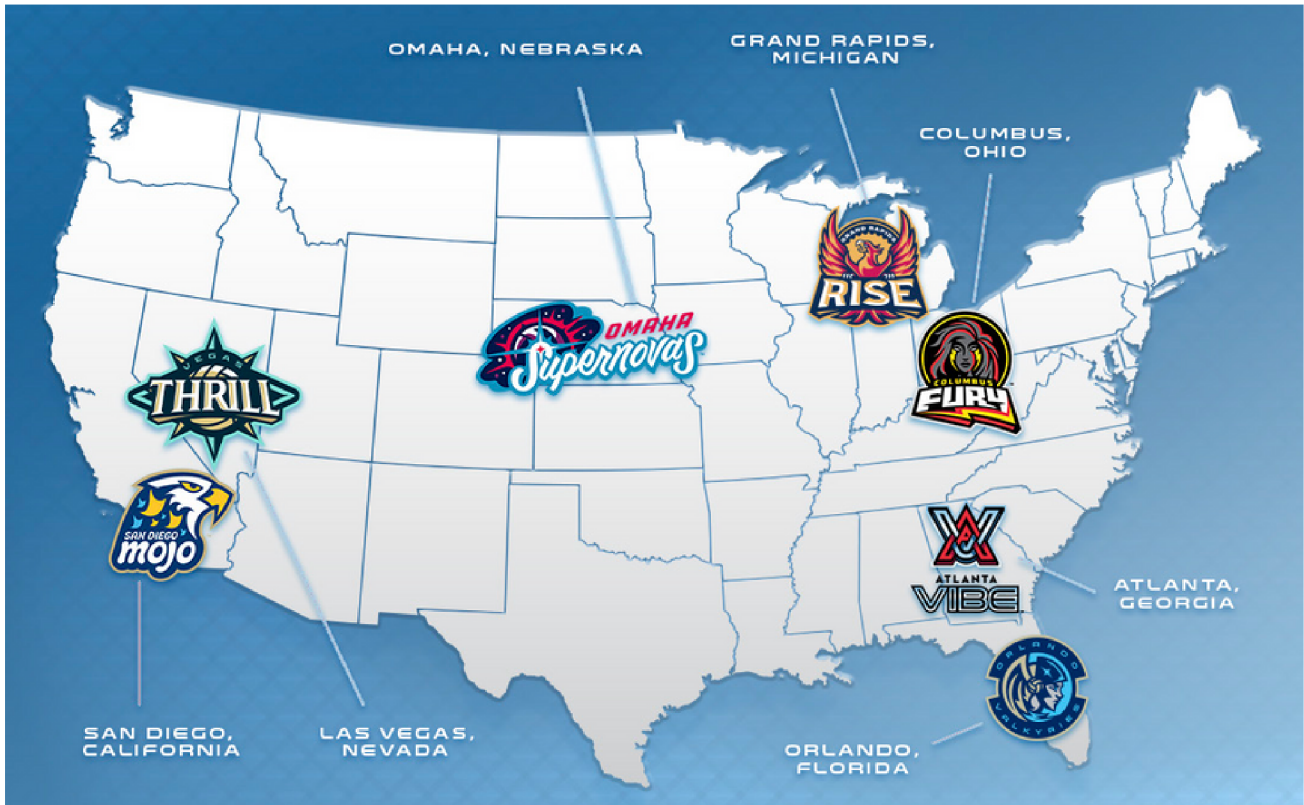 OMAHA, NEBRASKA
GRAND RAPIDS,
MICHIGAN
COLUMBUS,
OHIO
GRAND RAPIDS
RISE
OMAHA
Supernovas
VEGAS
THRILL
COLUMBUS
FURY
SAN DIEGO
mojo
ATLANTA
VIBE
ATLANTA,
GEORGIA
ORLANDO
VALKYRIES
SAN DIEGO,
CALIFORNIA
LAS VEGAS,
NEVADA
ORLANDO,
FLORIDA